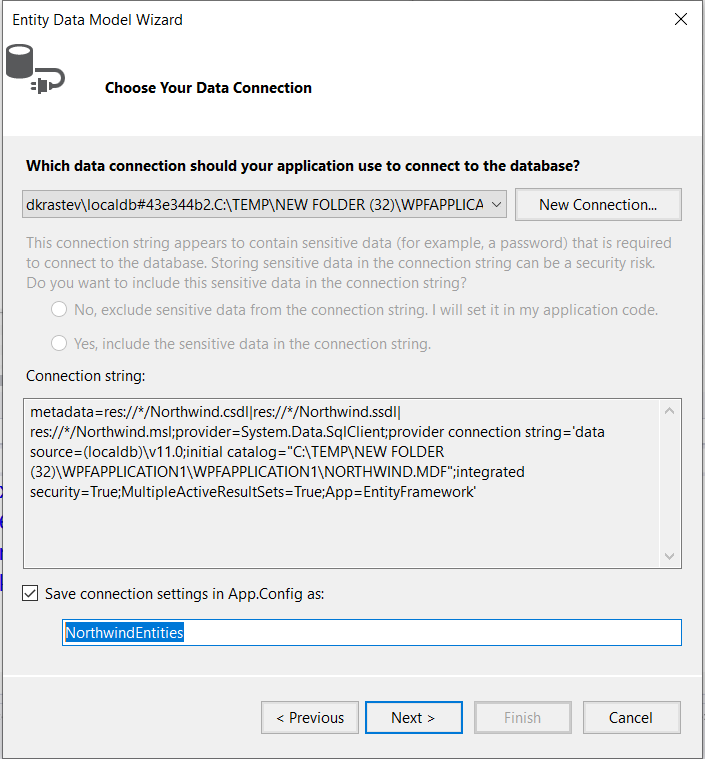 Entity Data Model Wizard
Choose Your Data Connection
Which data connection should your application use to connect to the database?
dkrastev\localdb#43e344b2.C:\TEMP\NEW FOLDER (32)\WPFAPPLICA
New Connection...
This connection string appears to contain sensitive data (for example, a password) that is required
to connect to the database. Storing sensitive data in the connection string can be a security risk.
Do you want to include this sensitive data in the connection string?
No, exclude sensitive data from the connection string. I will set it in my application code.
Yes, include the sensitive data in the connection string.
Connection string:
metadata=res://*/Northwind.csdl|res://*/Northwind.ssdl|
res://*/Northwind.msl;provider=System.Data.SqlClient;provider connection string='data
source=(localdb)\v11.0;initial catalog="C:\TEMP\NEW FOLDER
(32)\WPFAPPLICATION1\WPFAPPLICATION1\NORTHWIND.MDF";integrated
security=True;MultipleActiveResultSets=True;App=EntityFramework'
Save connection settings in App.Config as:
NorthwindEntities
< Previous
Next >
Finish
Cancel